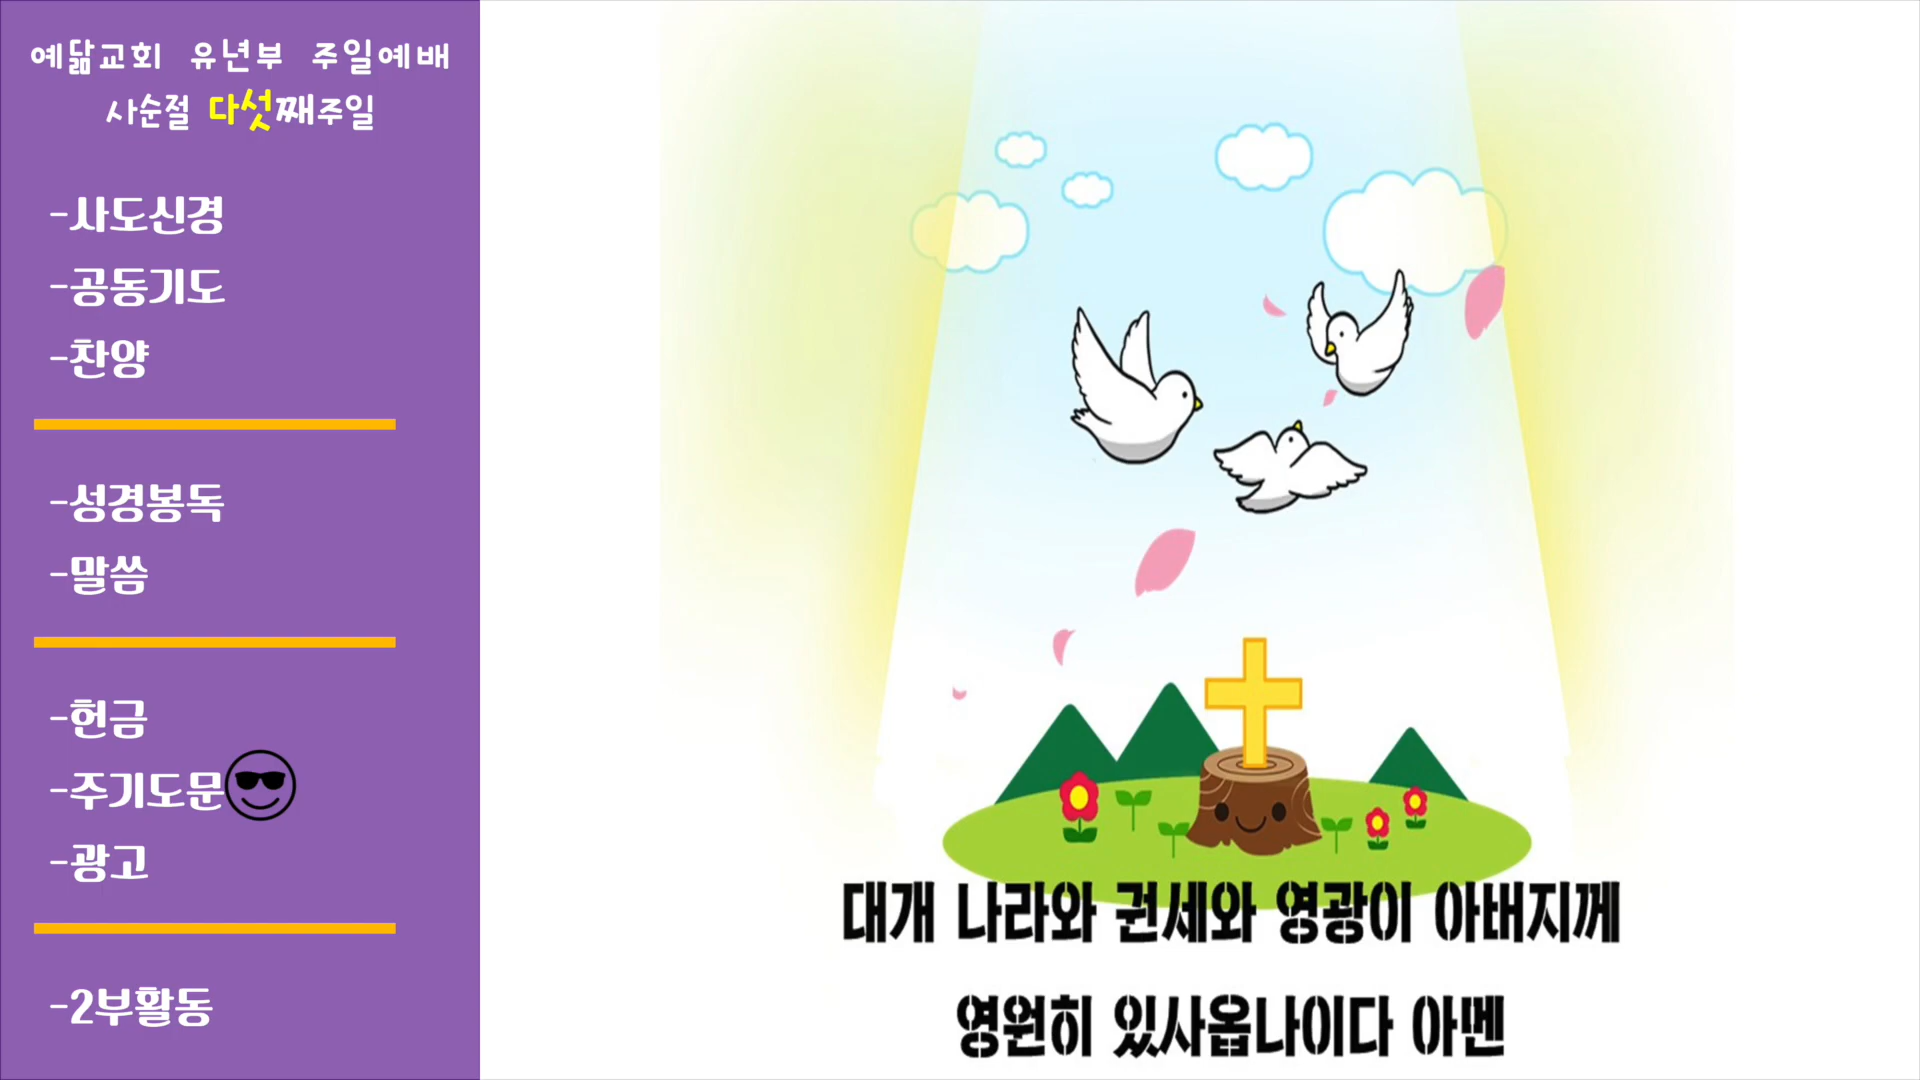 예닮교회 유년부 주일예배
사순절 다섯째주일
-사도신경
-공동기도
-찬양
-성경봉독
-말씀
-헌금
-주기도문
-광고
-2부활동
대개 나라와 권세와 영광이 아버지께
영원히 있사옵나이다 아멘